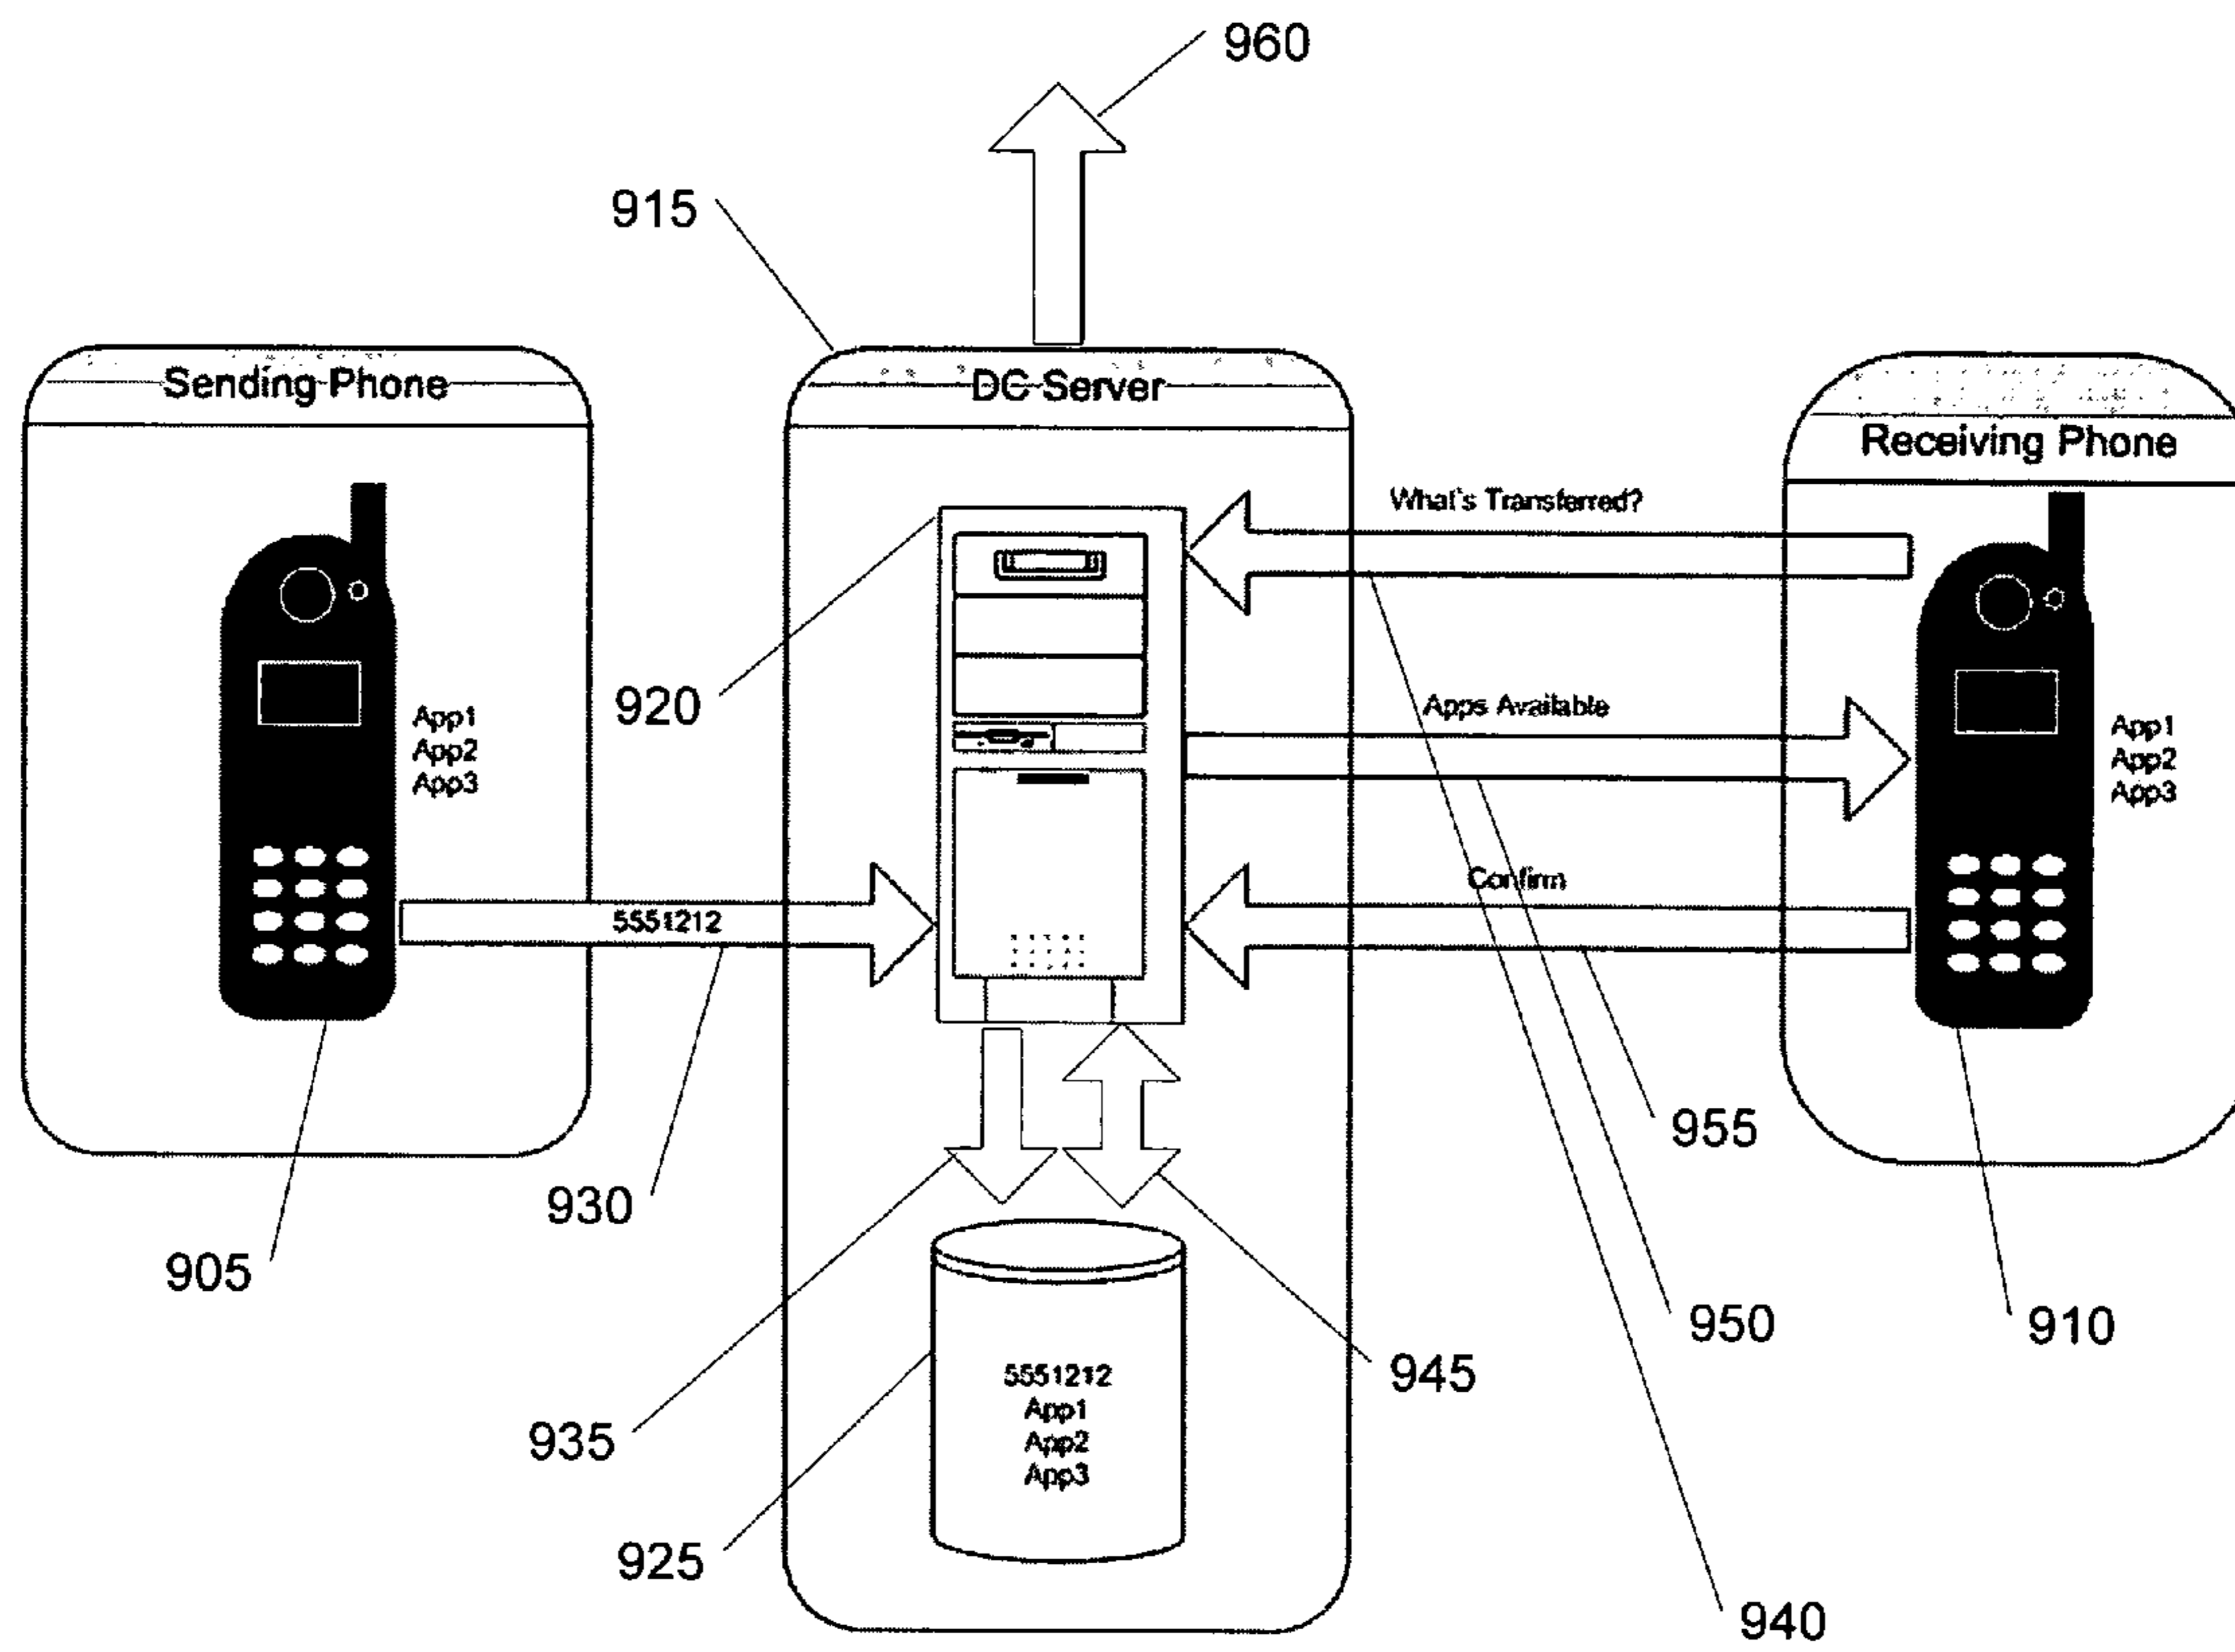 960
915
Sending Phone
DC Server
Receiving Phone
What's Transferred?
920
Apps Available
App1
App2
App3
App1
App2
App3
Confirm
5551212
955
930
905
950
910
945
5551212
App1
App2
App3
935
925
940